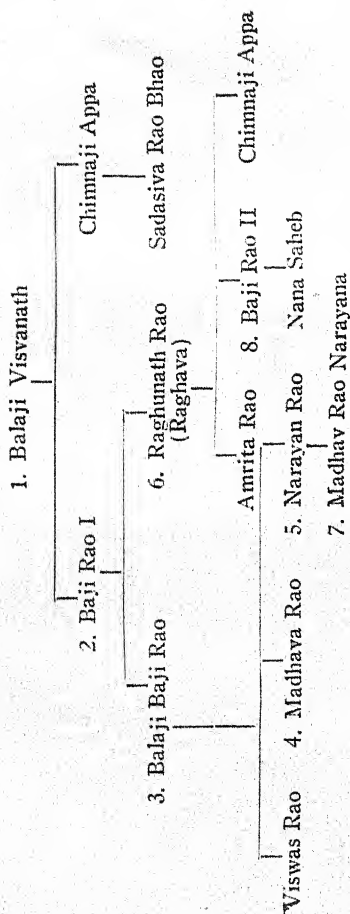 1. Balaji Visvanath
2. Baji Rao I
Chimnaji Appa
3. Balaji Baji Rao
6. Raghunath Rao
(Raghava)
Sadasiva Rao Bhao
Amrita Rao
8. Baji Rao II
Chimnaji Appa
Viswas Rao
4. Madhava Rao
5. Narayan Rao
Nana Saheb
7. Madhav Rao Narayana